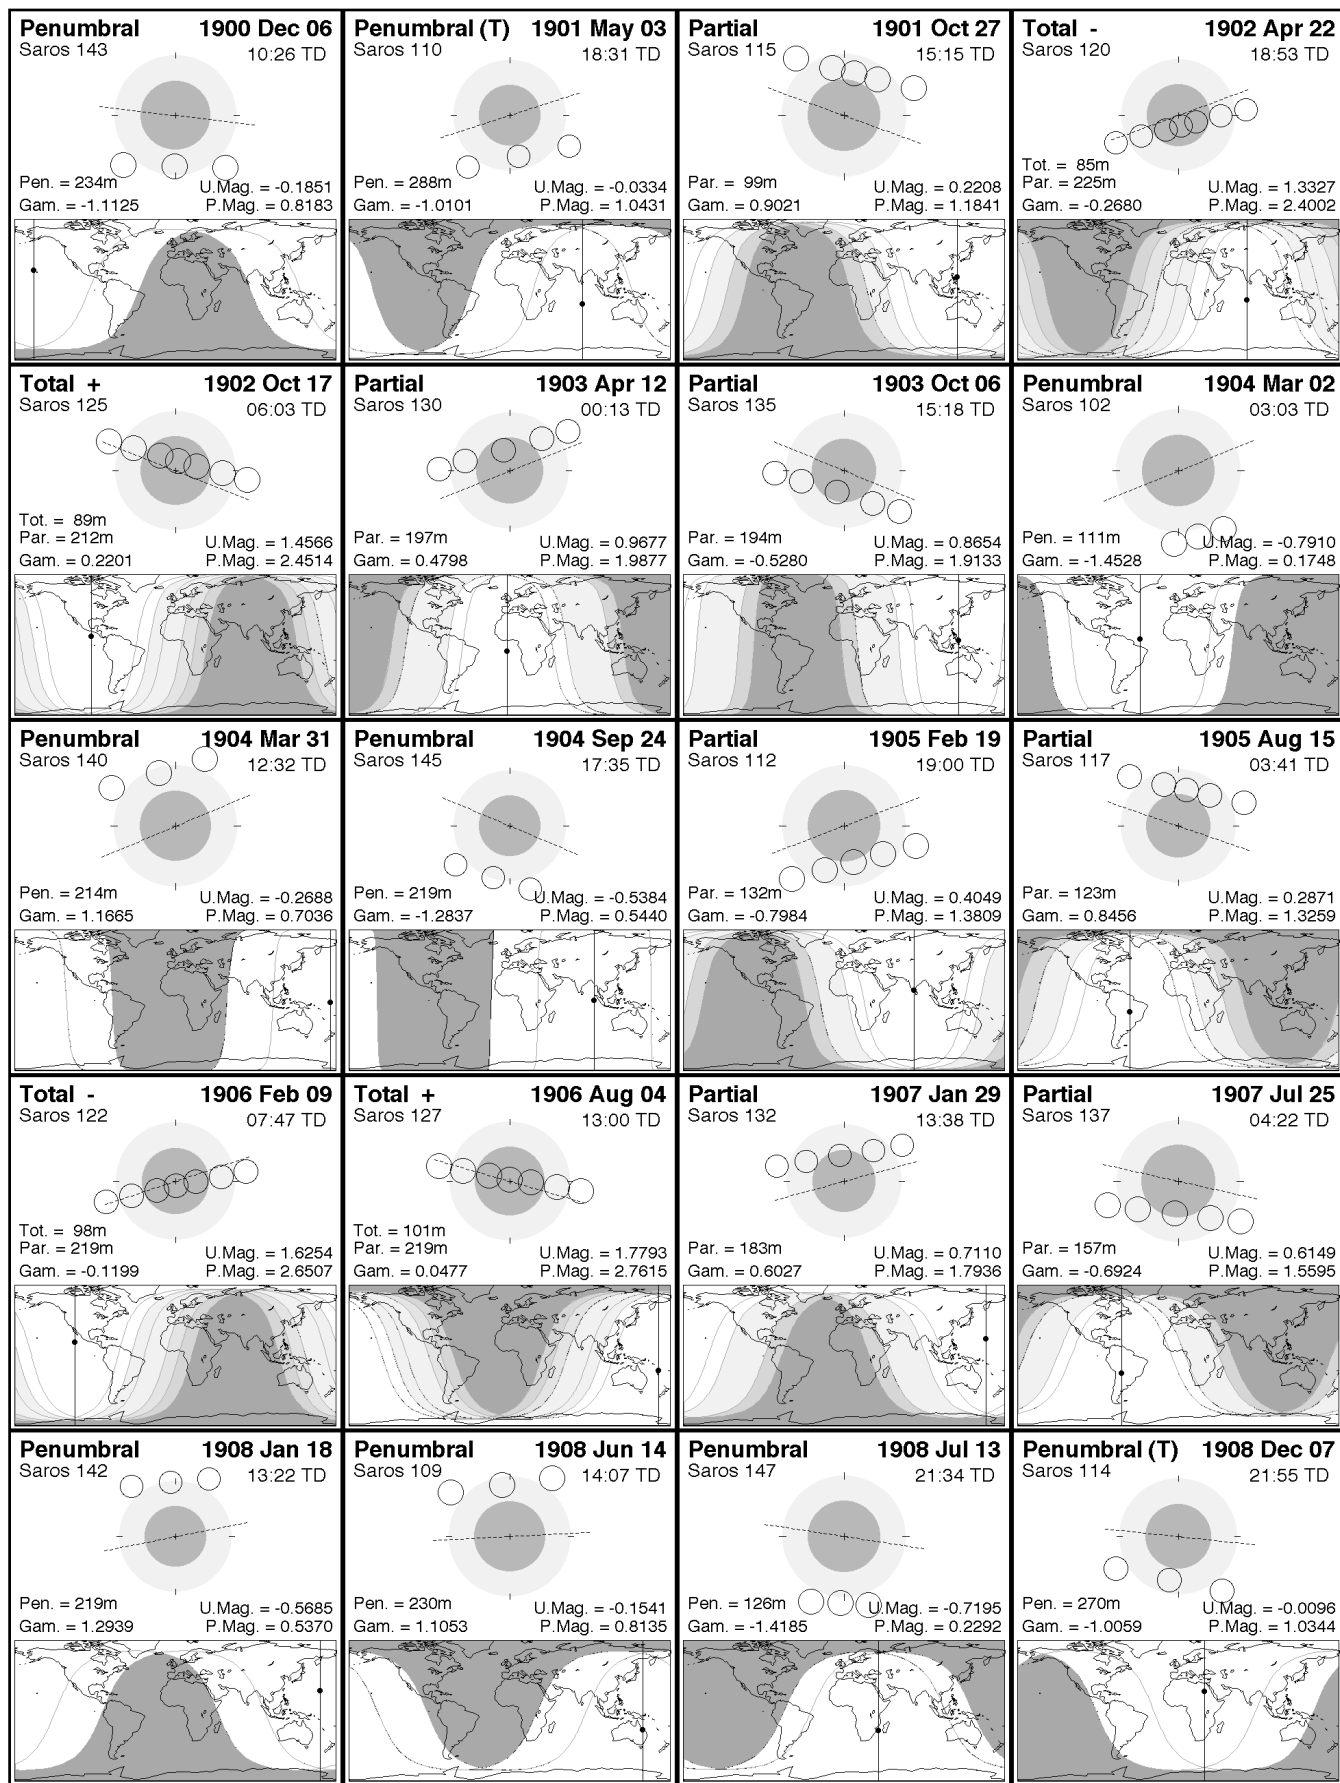 Penumbral 1900 Dec 06
Saros 143 10:26 TD
Pen. = 234m U.Mag. = -0.1851
Gam. = -1.1125 P.Mag. = 0.8183
Penumbral (T) 1901 May 03
Saros 110 18:31 TD
Pen. = 288m U.Mag. = -0.0334
Gam. = -1.0101 P.Mag. = 1.0431
Partial 1901 Oct 27
Saros 115 15:15 TD
Par. = 99m U.Mag. = 0.2208
Gam. = 0.9021 P.Mag. = 1.1841
Total - 1902 Apr 22
Saros 120 18:53 TD
Tot. = 85m
Par. = 225m U.Mag. = 1.3327
Gam. = -0.2680 P.Mag. = 2.4002
Total + 1902 Oct 17
Saros 125 06:03 TD
Tot. = 89m
Par. = 212m U.Mag. = 1.4566
Gam. = 0.2201 P.Mag. = 2.4514
Partial 1903 Apr 12
Saros 130 00:13 TD
Par. = 197m U.Mag. = 0.9677
Gam. = 0.4798 P.Mag. = 1.9877
Partial 1903 Oct 06
Saros 135 15:18 TD
Par. = 194m U.Mag. = 0.8654
Gam. = -0.5280 P.Mag. = 1.9133
Penumbral 1904 Mar 02
Saros 102 03:03 TD
Pen. = 111m U.Mag. = -0.7910
Gam. = -1.4528 P.Mag. = 0.1748
Penumbral 1904 Mar 31
Saros 140 12:32 TD
Pen. = 214m U.Mag. = -0.2688
Gam. = 1.1665 P.Mag. = 0.7036
Penumbral 1904 Sep 24
Saros 145 17:35 TD
Pen. = 219m U.Mag. = -0.5384
Gam. = -1.2837 P.Mag. = 0.5440
Partial 1905 Feb 19
Saros 112 19:00 TD
Par. = 132m U.Mag. = 0.4049
Gam. = -0.7984 P.Mag. = 1.3809
Partial 1905 Aug 15
Saros 117 03:41 TD
Par. = 123m U.Mag. = 0.2871
Gam. = 0.8456 P.Mag. = 1.3259
Total - 1906 Feb 09
Saros 122 07:47 TD
Tot. = 98m
Par. = 219m U.Mag. = 1.6254
Gam. = -0.1199 P.Mag. = 2.6507
Total + 1906 Aug 04
Saros 127 13:00 TD
Tot. = 101m
Par. = 219m U.Mag. = 1.7793
Gam. = 0.0477 P.Mag. = 2.7615
Partial 1907 Jan 29
Saros 132 13:38 TD
Par. = 183m U.Mag. = 0.7110
Gam. = 0.6027 P.Mag. = 1.7936
Partial 1907 Jul 25
Saros 137 04:22 TD
Par. = 157m U.Mag. = 0.6149
Gam. = -0.6924 P.Mag. = 1.5595
Penumbral 1908 Jan 18
Saros 142 13:22 TD
Pen. = 219m U.Mag. = -0.5685
Gam. = 1.2939 P.Mag. = 0.5370
Penumbral 1908 Jun 14
Saros 109 14:07 TD
Pen. = 230m U.Mag. = -0.1541
Gam. = 1.1053 P.Mag. = 0.8135
Penumbral 1908 Jul 13
Saros 147 21:34 TD
Pen. = 126m U.Mag. = -0.7195
Gam. = -1.4185 P.Mag. = 0.2292
Penumbral (T) 1908 Dec 07
Saros 114 21:55 TD
Pen. = 270m U.Mag. = -0.0096
Gam. = -1.0059 P.Mag. = 1.0344